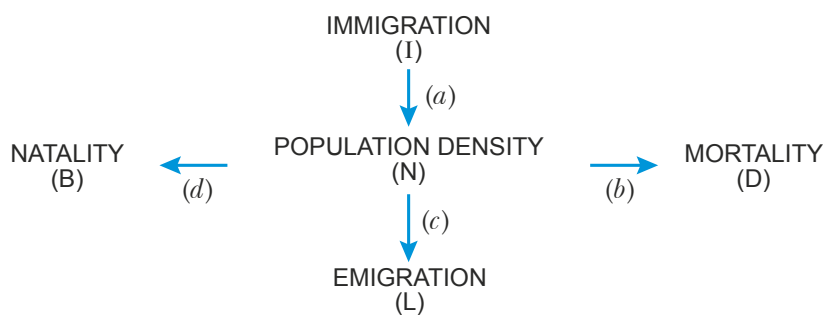 IMMIGRATION
(I)
(a)
NATALITY
(B)
(d)
POPULATION DENSITY
(N)
(b)
MORTALITY
(D)
(c)
EMIGRATION
(L)